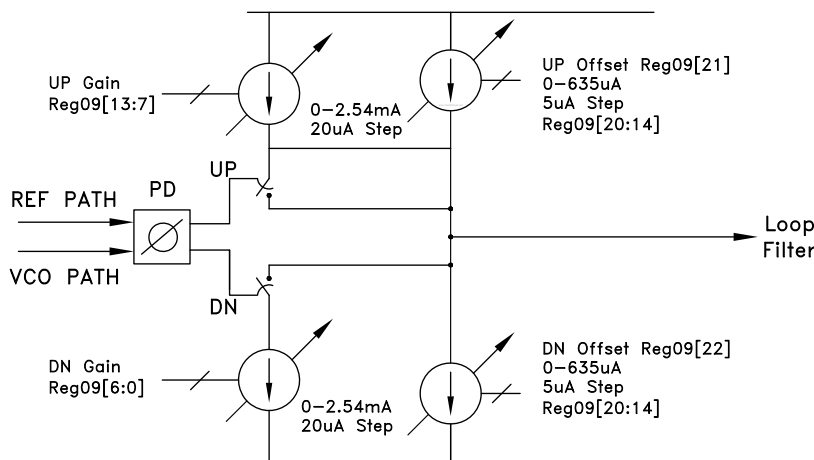 UP Gain
Reg09[13:7]
0-2.54mA
20uA Step
UP Offset Reg09[21]
0-635uA
5uA Step
Reg09[20:14]
UP
PD
REF PATH
VCO PATH
Loop
Filter
DN
DN Gain
Reg09[6:0]
0-2.54mA
20uA Step
DN Offset Reg09[22]
0-635uA
5uA Step
Reg09[20:14]